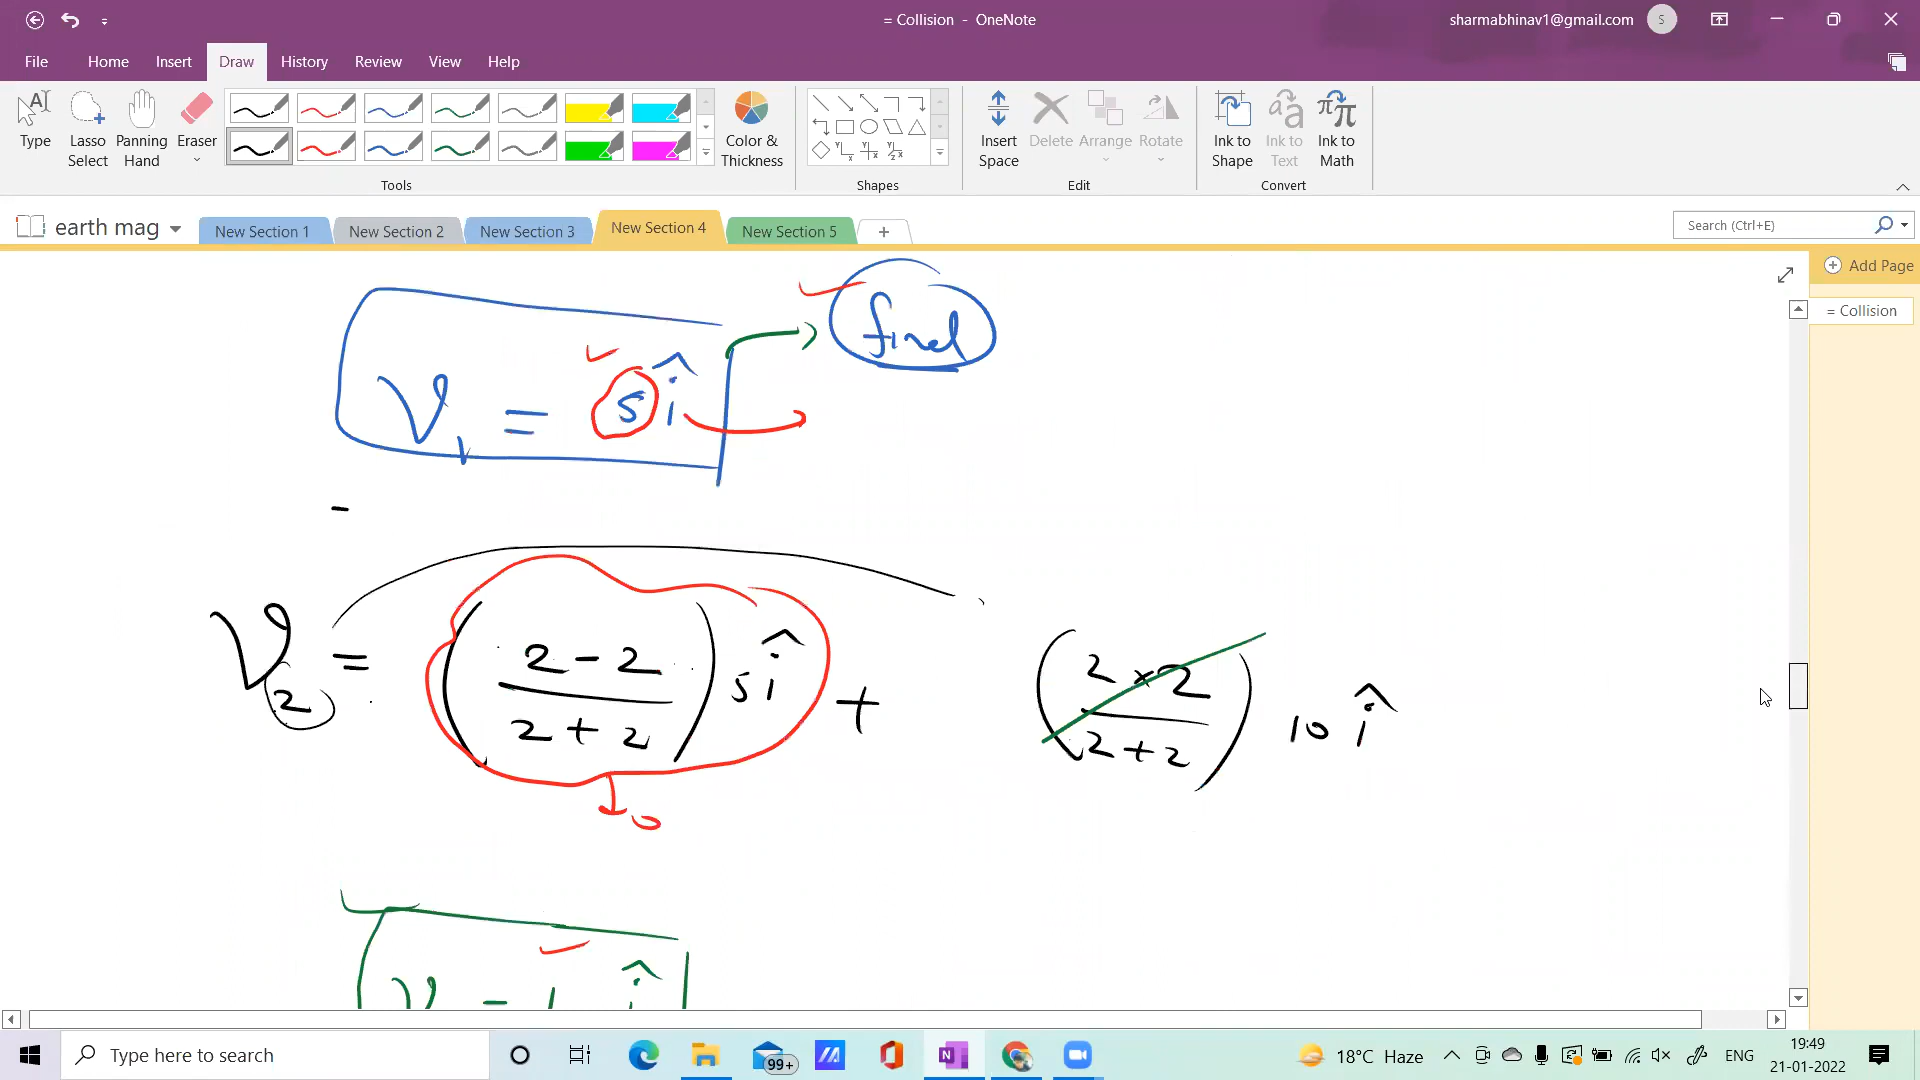 = Collision - OneNote
sharmabhinav1@gmail.com
S
File Home Insert Draw History Review View Help
Type
Lasso Select
Panning Hand
Eraser
Color & Thickness
Insert Space
Delete
Arrange
Rotate
Ink to Shape
Ink to Text
Ink to Math
Tools
Shapes
Edit
Convert
earth mag
New Section 1
New Section 2
New Section 3
New Section 4
New Section 5
+
Search (Ctrl+E)
Add Page
= Collision
final
V₁ = 5 î
V₂ = ((2 - 2)/(2 + 2)) 5 î + ((2 × 2)/(2 + 2)) 10 î
0
Type here to search
99+
18°C Haze
ENG
19:49
21-01-2022